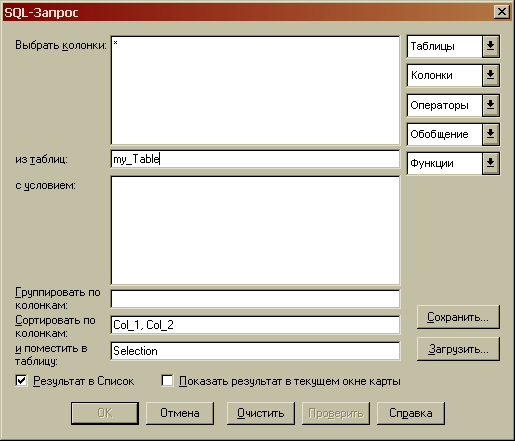 SQL-Запрос
Выбрать колонки:
*
Таблицы
Колонки
Операторы
Обобщение
Функции
из таблиц:
my_Table
с условием:
Группировать по
колонкам:
Сортировать по
колонкам:
Col_1, Col_2
и поместить в
таблицу:
Selection
Сохранить...
Загрузить...
Результат в Список
Показать результат в текущем окне карты
OK
Отмена
Очистить
Проверить
Справка